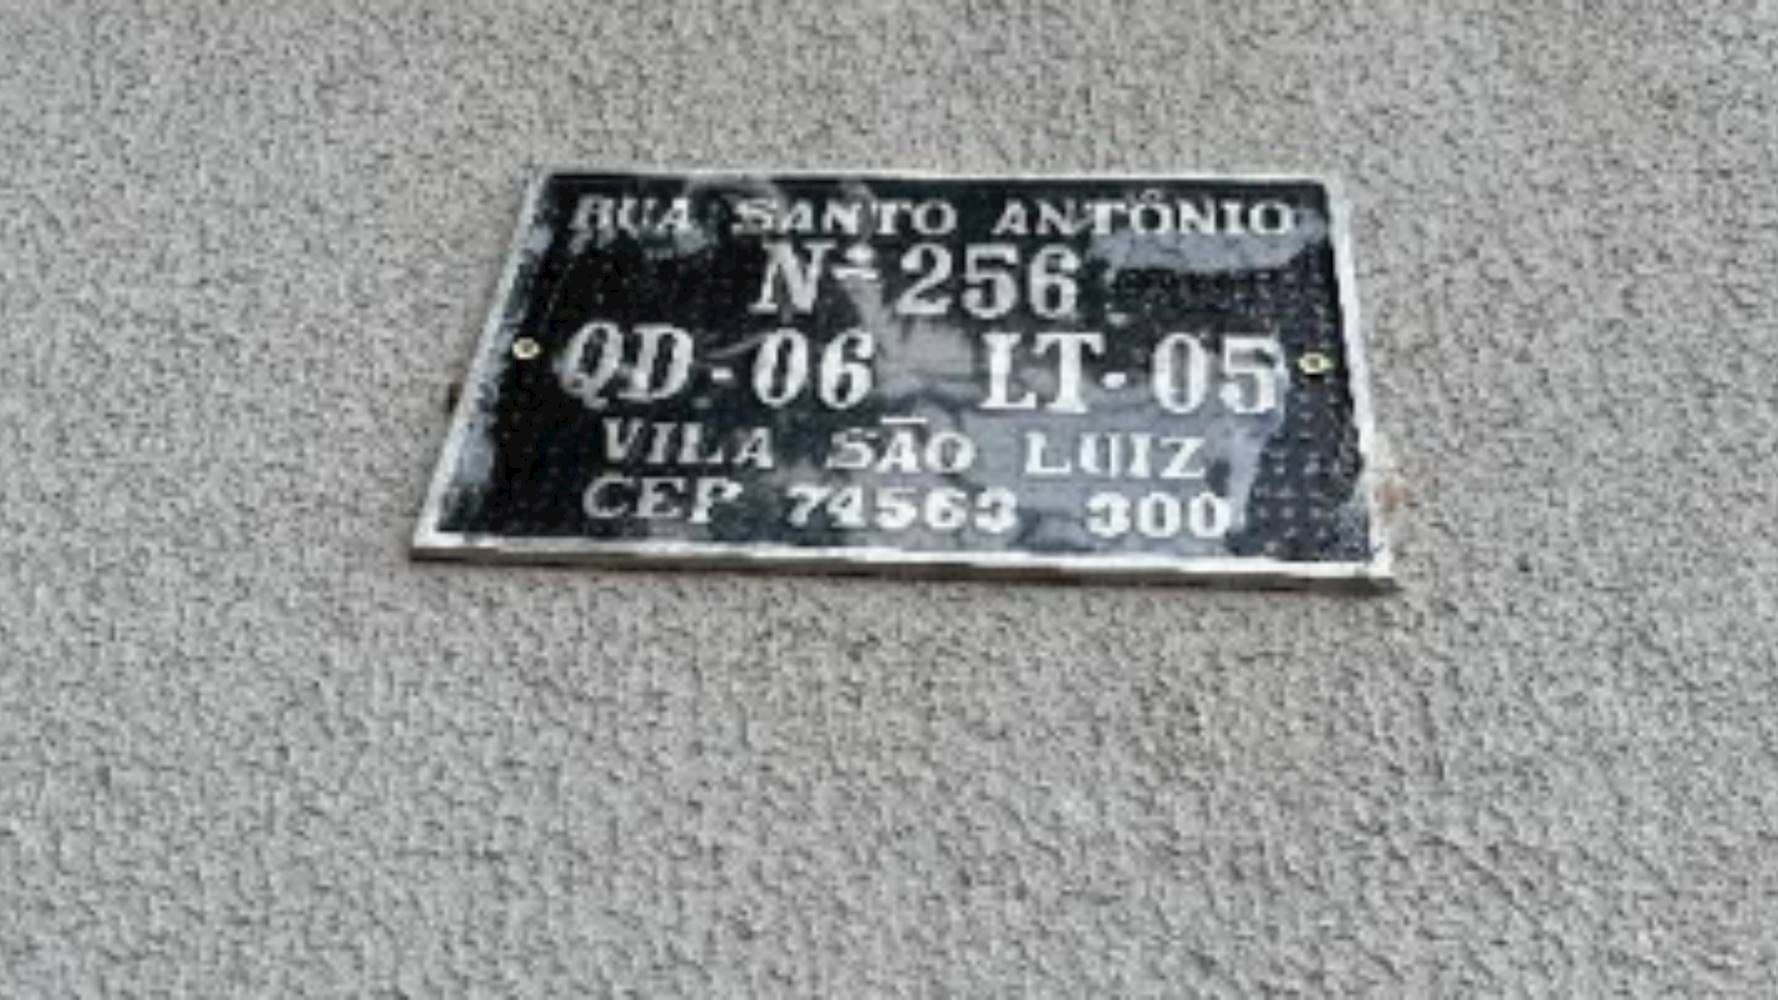 RUA SANTO ANTÔNIO
Nº 256
QD-06 LT-05
VILA SÃO LUIZ
CEP 74563 300